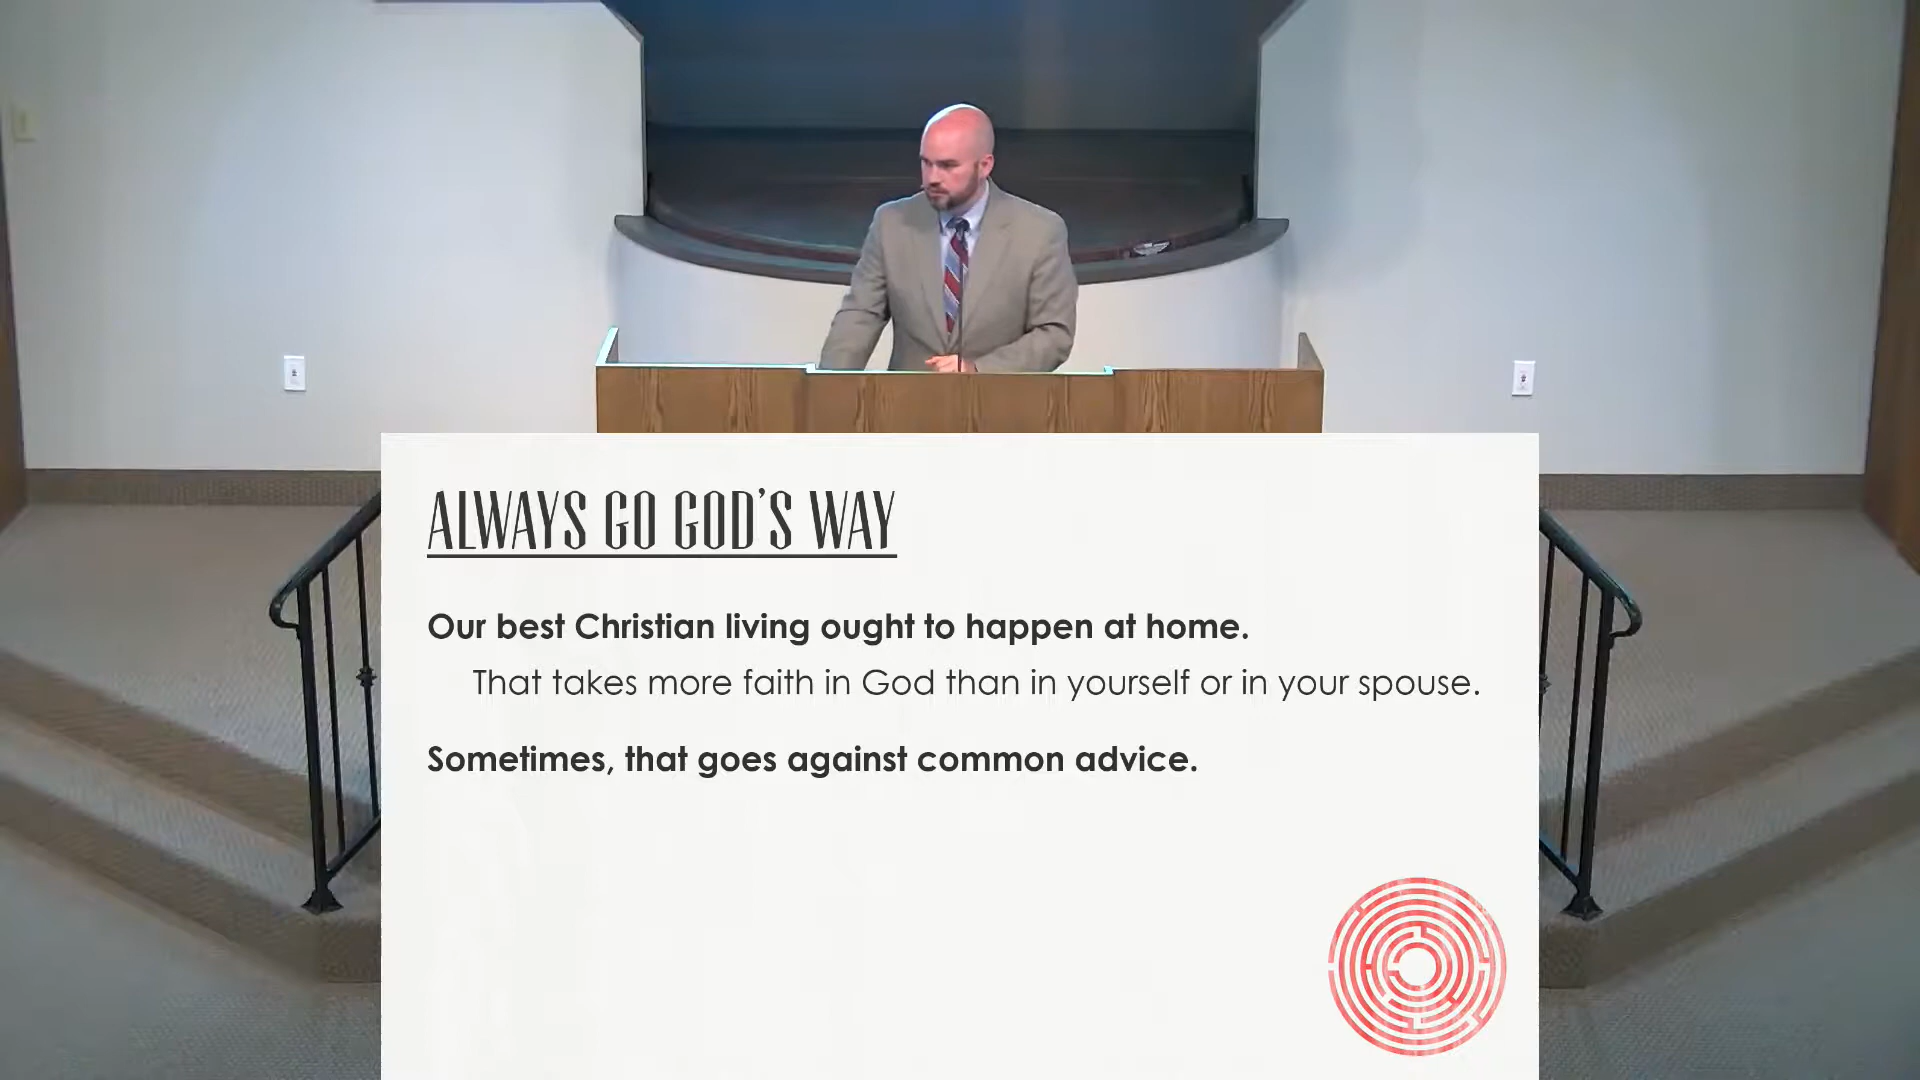 ALWAYS GO GOD'S WAY
Our best Christian living ought to happen at home.
That takes more faith in God than in yourself or in your spouse.
Sometimes, that goes against common advice.